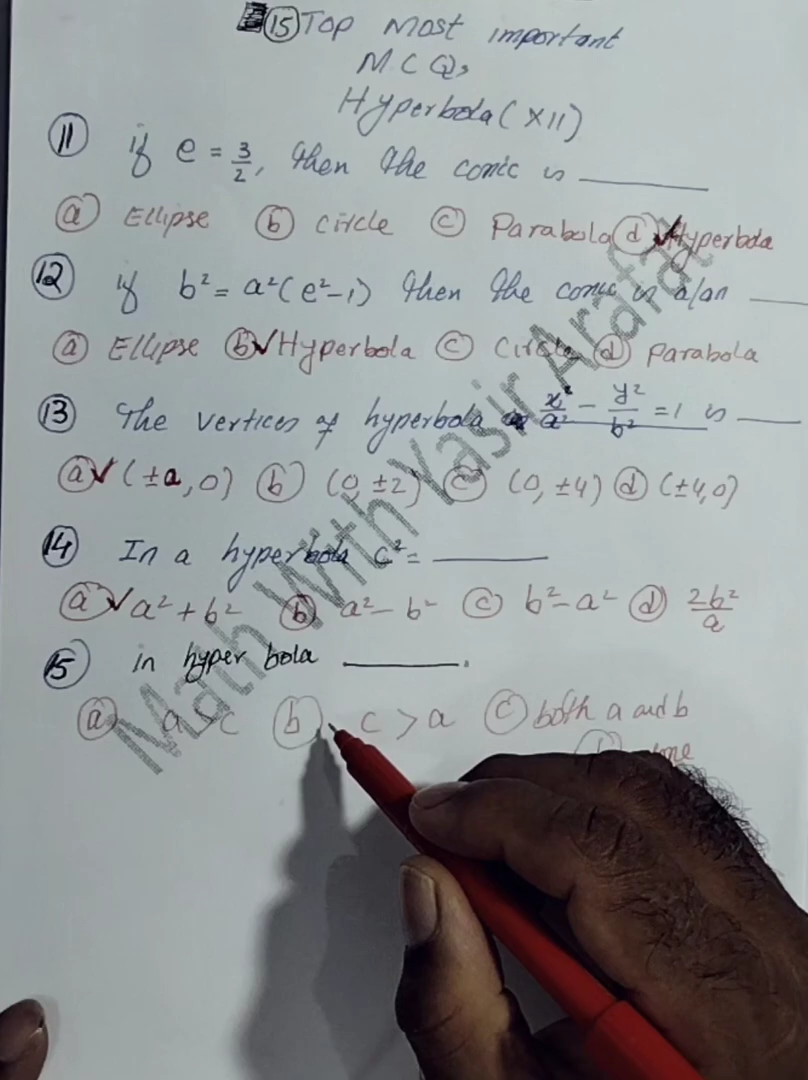 15 Top Most important
MCQs
Hyperbola (XII)
11 if e = 3/2, then the conic is ______
a Ellipse b circle c Parabola d ✓Hyperbola
12 if b² = a²(e²-1) then the conic is a/an ___
a Ellipse b ✓Hyperbola c Circle d Parabola
13 The vertices of hyperbola x²/a² - y²/b² = 1 is ___
a ✓ (±a, 0) b (0, ±2) c (0, ±4) d (±4, 0)
14 In a hyperbola c² = ______
a ✓ a² + b² b a² - b² c b² - a² d 2b²/a
15 in hyper bola ______.
a a > c b c > a c both a and b
Math With Yasir Arafat